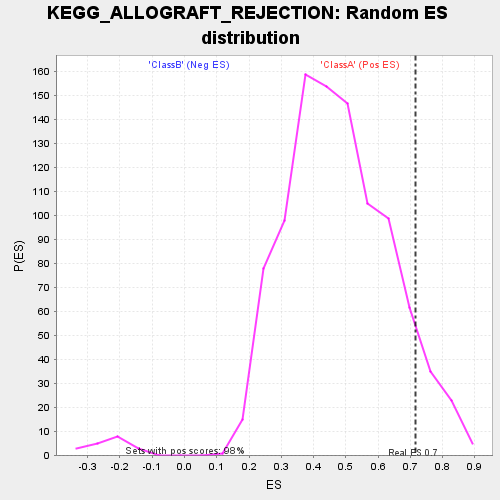 KEGG_ALLOGRAFT_REJECTION: Random ES
distribution
'ClassB' (Neg ES) 'ClassA' (Pos ES)
160
150
140
130
120
110
100
90
80
70
60
50
40
30
20
10
0
P(ES)
Sets with pos scores: 98%
Real ES 0.7
-0.3 -0.2 -0.1 0.0 0.1 0.2 0.3 0.4 0.5 0.6 0.7 0.8 0.9
ES